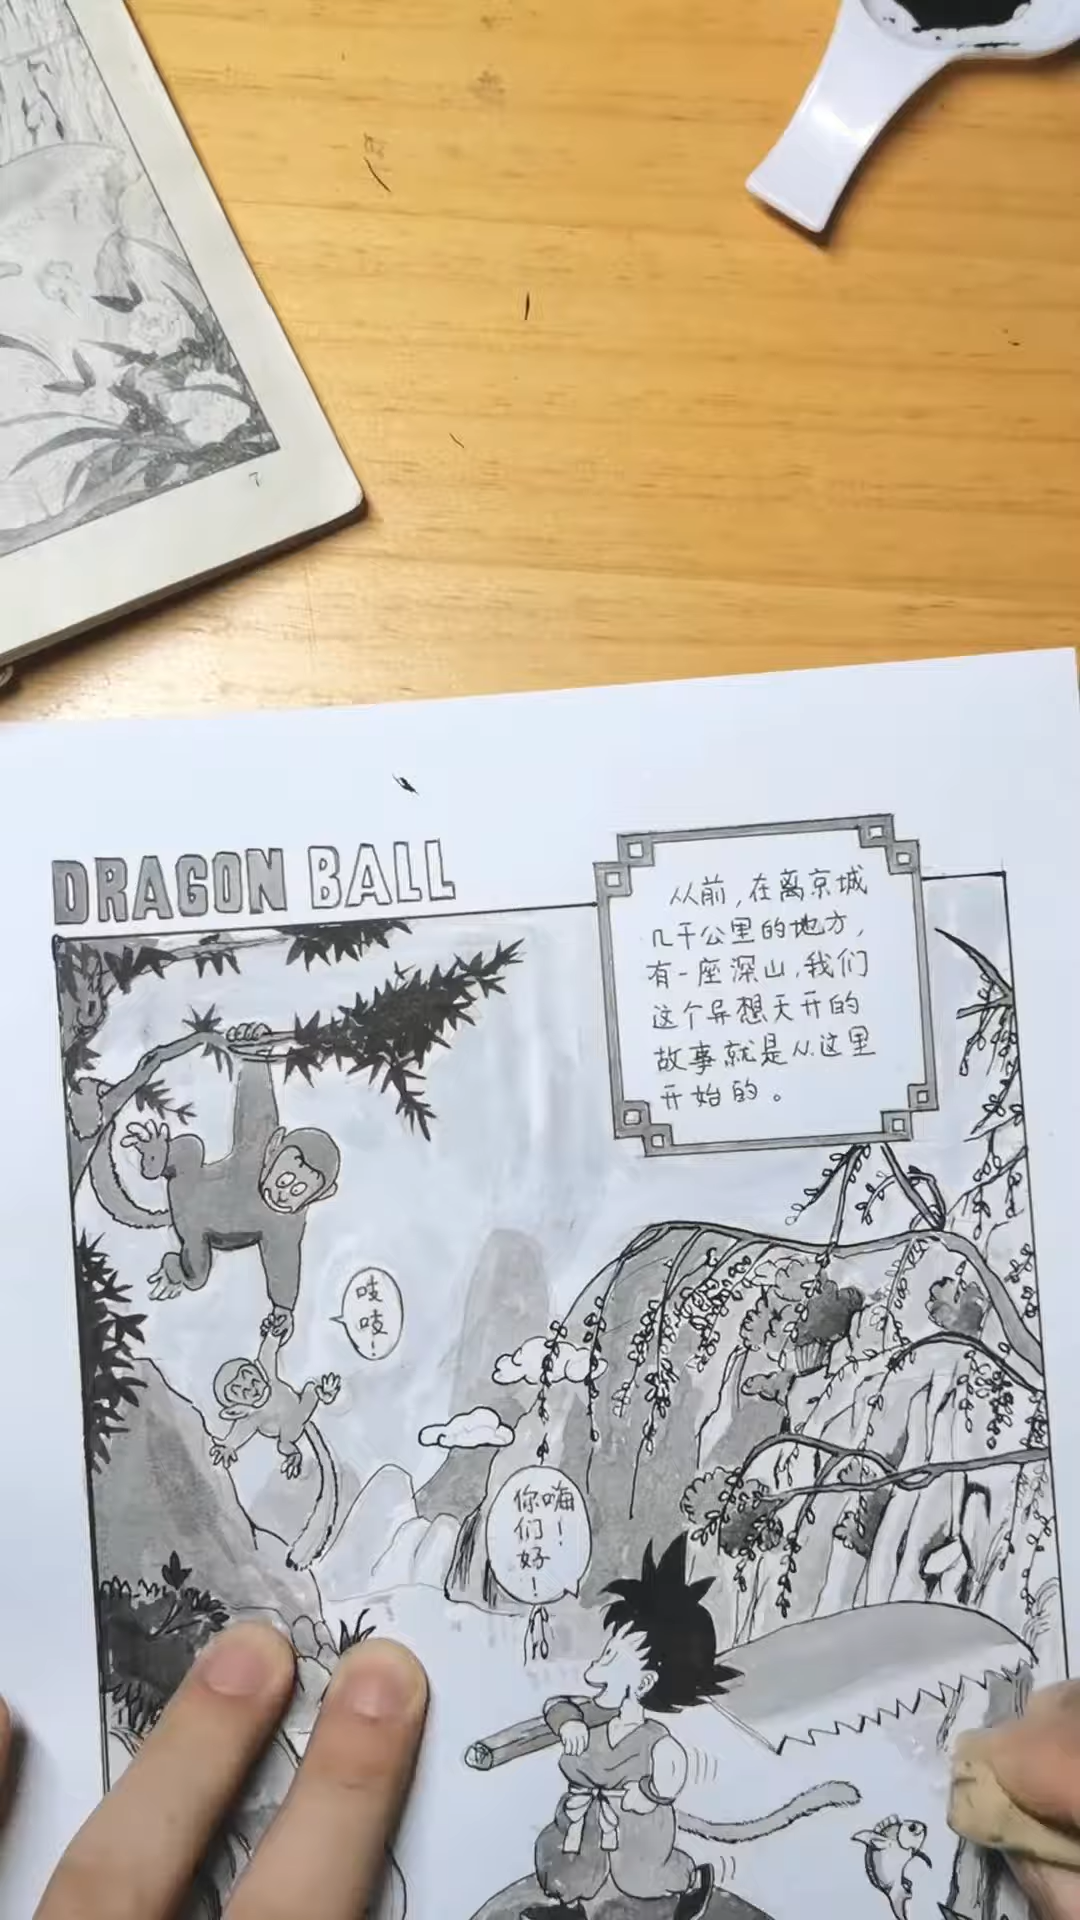 DRAGON BALL
从前，在离京城
几千公里的地方，
有一座深山，我们
这个异想天开的
故事就是从这里
开始的。
吱
吱！
嗨！
你们好！
7